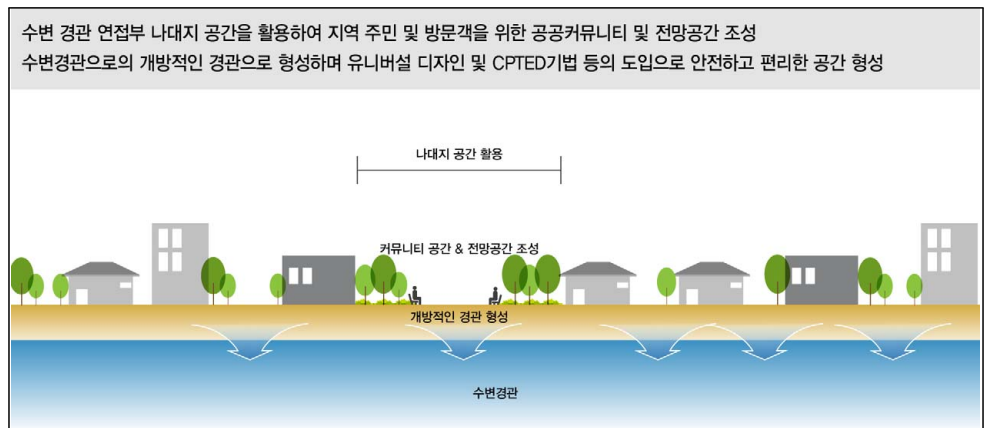 수변 경관 연접부 나대지 공간을 활용하여 지역 주민 및 방문객을 위한 공공커뮤니티 및 전망공간 조성
수변경관으로의 개방적인 경관으로 형성하며 유니버설 디자인 및 CPTED기법 등의 도입으로 안전하고 편리한 공간 형성
나대지 공간 활용
커뮤니티 공간 & 전망공간 조성
개방적인 경관 형성
수변경관